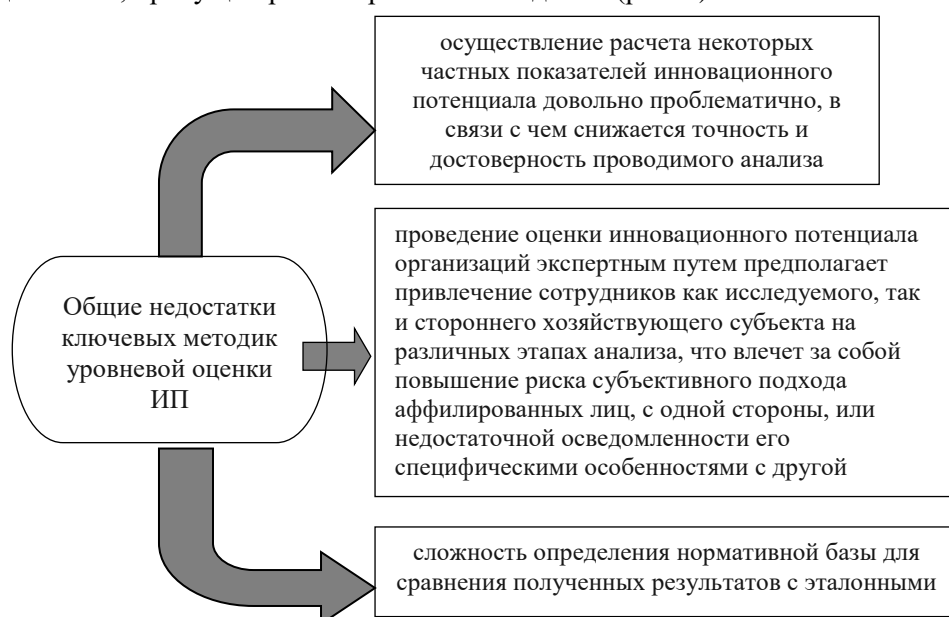 осуществление расчета некоторых
частных показателей инновационного
потенциала довольно проблематично, в
связи с чем снижается точность и
достоверность проводимого анализа
Общие недостатки
ключевых методик
уровневой оценки
ИП
проведение оценки инновационного потенциала
организаций экспертным путем предполагает
привлечение сотрудников как исследуемого, так
и стороннего хозяйствующего субъекта на
различных этапах анализа, что влечет за собой
повышение риска субъективного подхода
аффилированных лиц, с одной стороны, или
недостаточной осведомленности его
специфическими особенностями с другой
сложность определения нормативной базы для
сравнения полученных результатов с эталонными